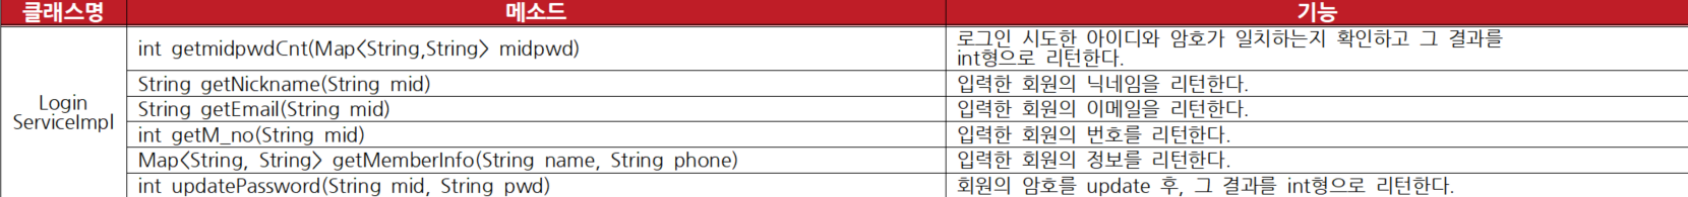 클래스명 메소드 기능
Login
ServiceImpl
int getmidpwdCnt(Map<String,String> midpwd)
로그인 시도한 아이디와 암호가 일치하는지 확인하고 그 결과를
int형으로 리턴한다.
String getNickname(String mid) 입력한 회원의 닉네임을 리턴한다.
String getEmail(String mid) 입력한 회원의 이메일을 리턴한다.
int getM_no(String mid) 입력한 회원의 번호를 리턴한다.
Map<String, String> getMemberInfo(String name, String phone) 입력한 회원의 정보를 리턴한다.
int updatePassword(String mid, String pwd) 회원의 암호를 update 후, 그 결과를 int형으로 리턴한다.